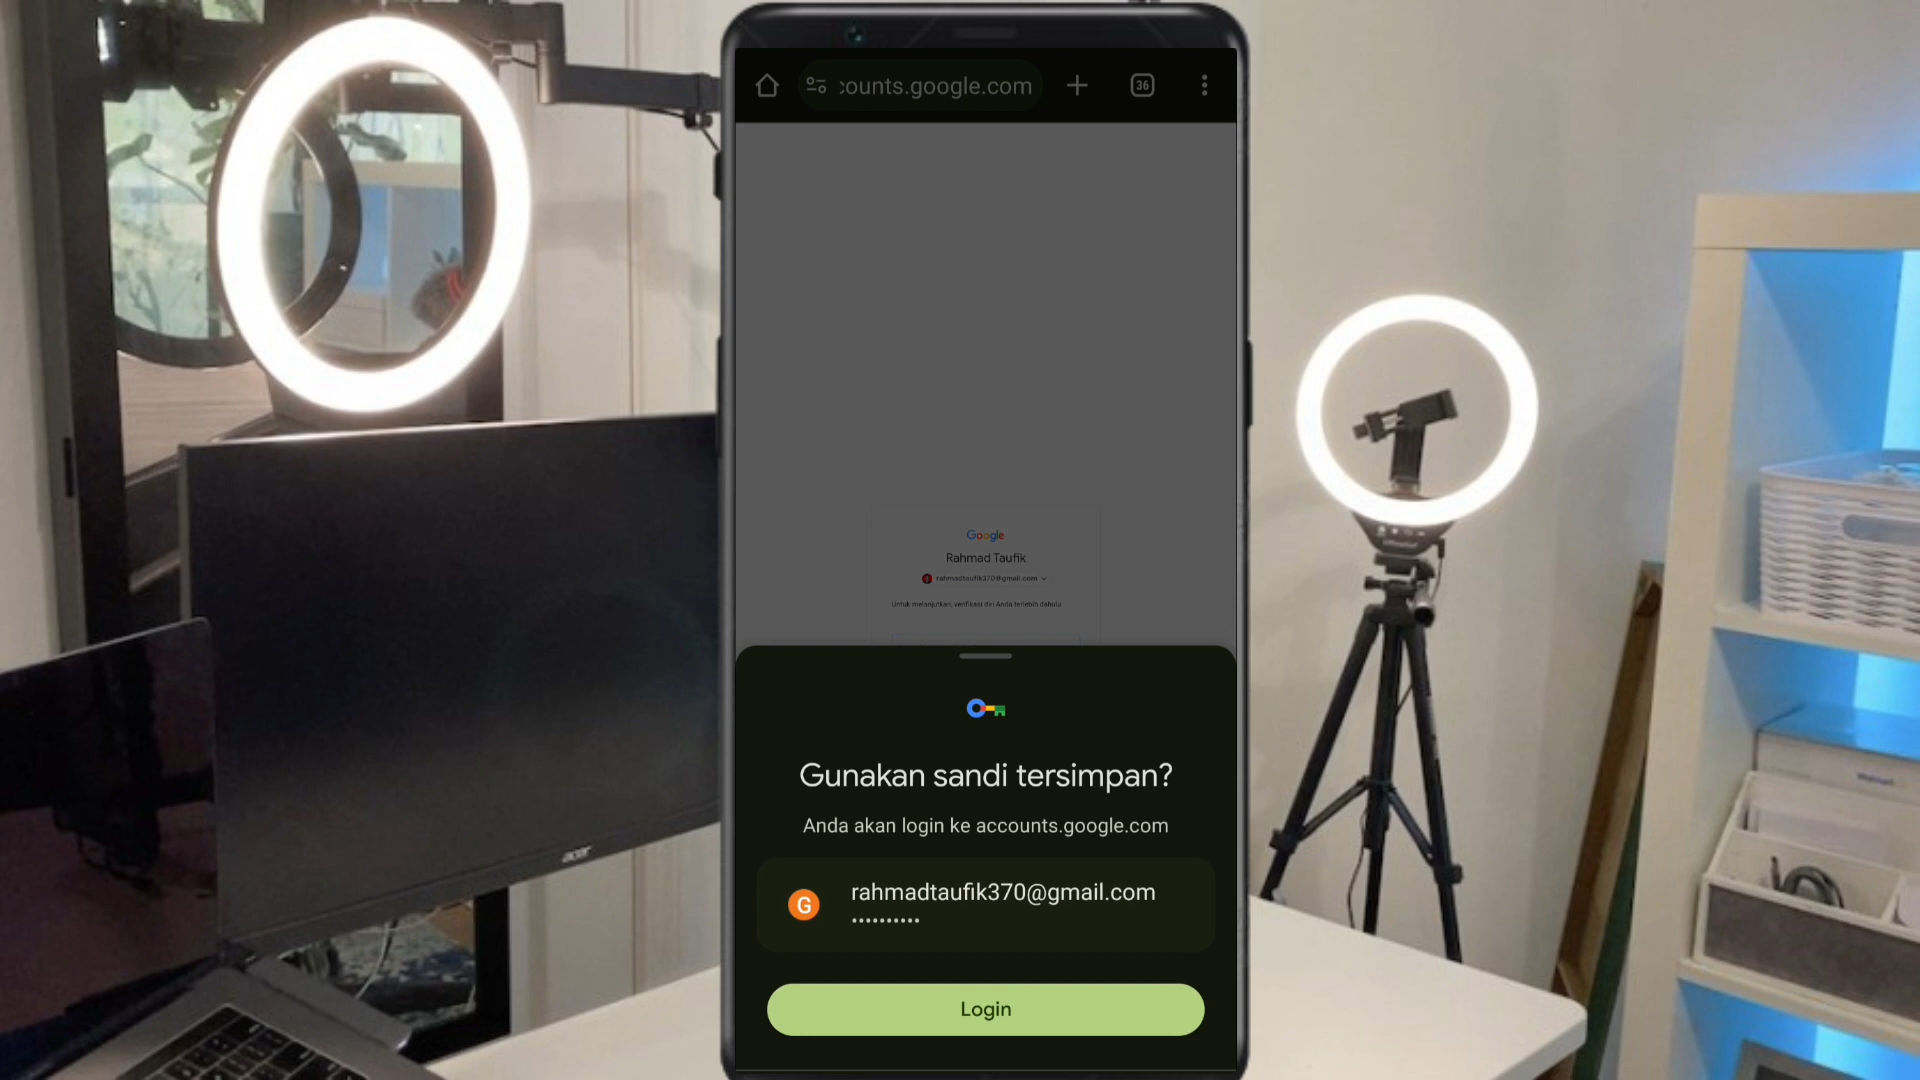 counts.google.com
36
Google
Rahmad Taufik
rahmadtaufik370@gmail.com
Untuk melanjutkan, verifikasi diri Anda terlebih dahulu
Gunakan sandi tersimpan?
Anda akan login ke accounts.google.com
G
rahmadtaufik370@gmail.com
••••••••••
Login
acer